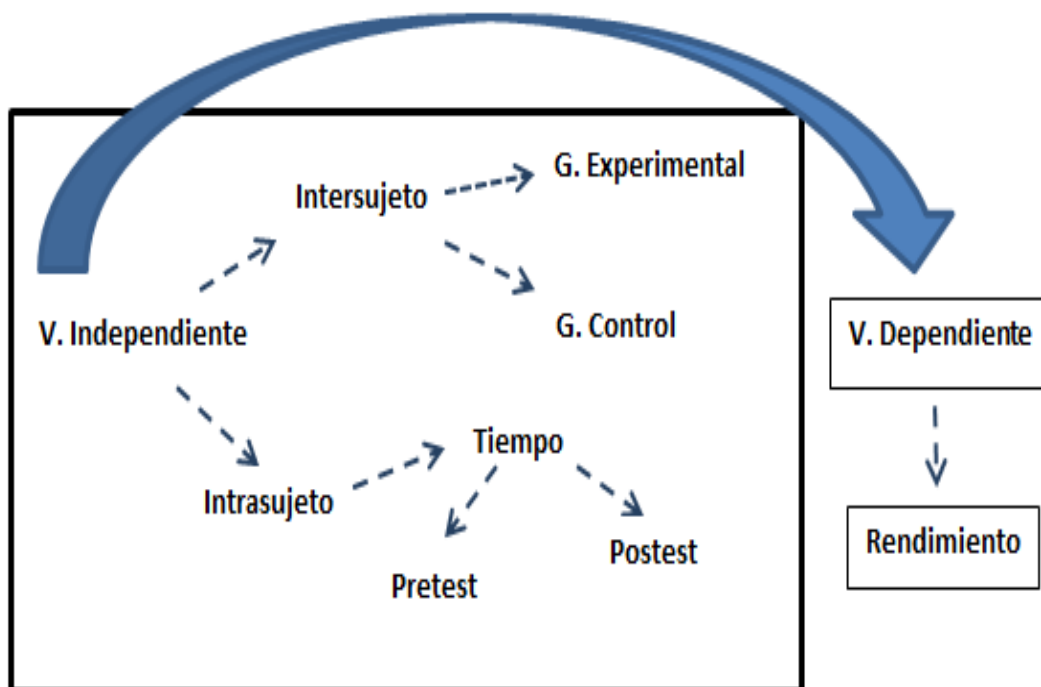 G. Experimental
Intersujeto
V. Independiente
G. Control
V. Dependiente
Tiempo
Intrasujeto
Pretest
Postest
Rendimiento